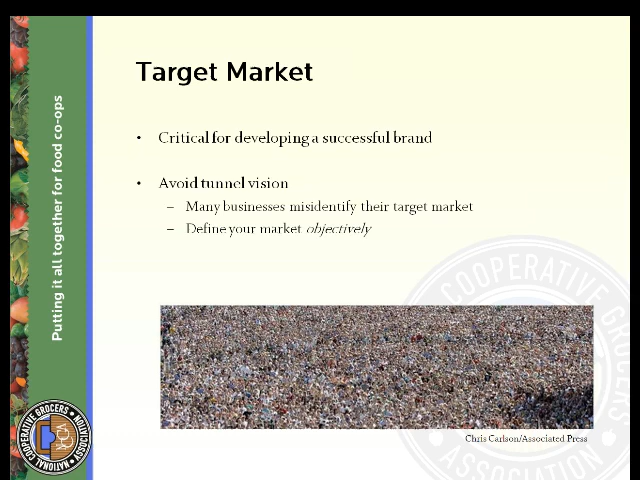 Target Market
• Critical for developing a successful brand
• Avoid tunnel vision
– Many businesses misidentify their target market
– Define your market objectively
Chris Carlson/Associated Press
Putting it all together for food co-ops
NATIONAL COOPERATIVE GROCERS ASSOCIATION
COOPERATIVE GROCERS ASSOCIATION